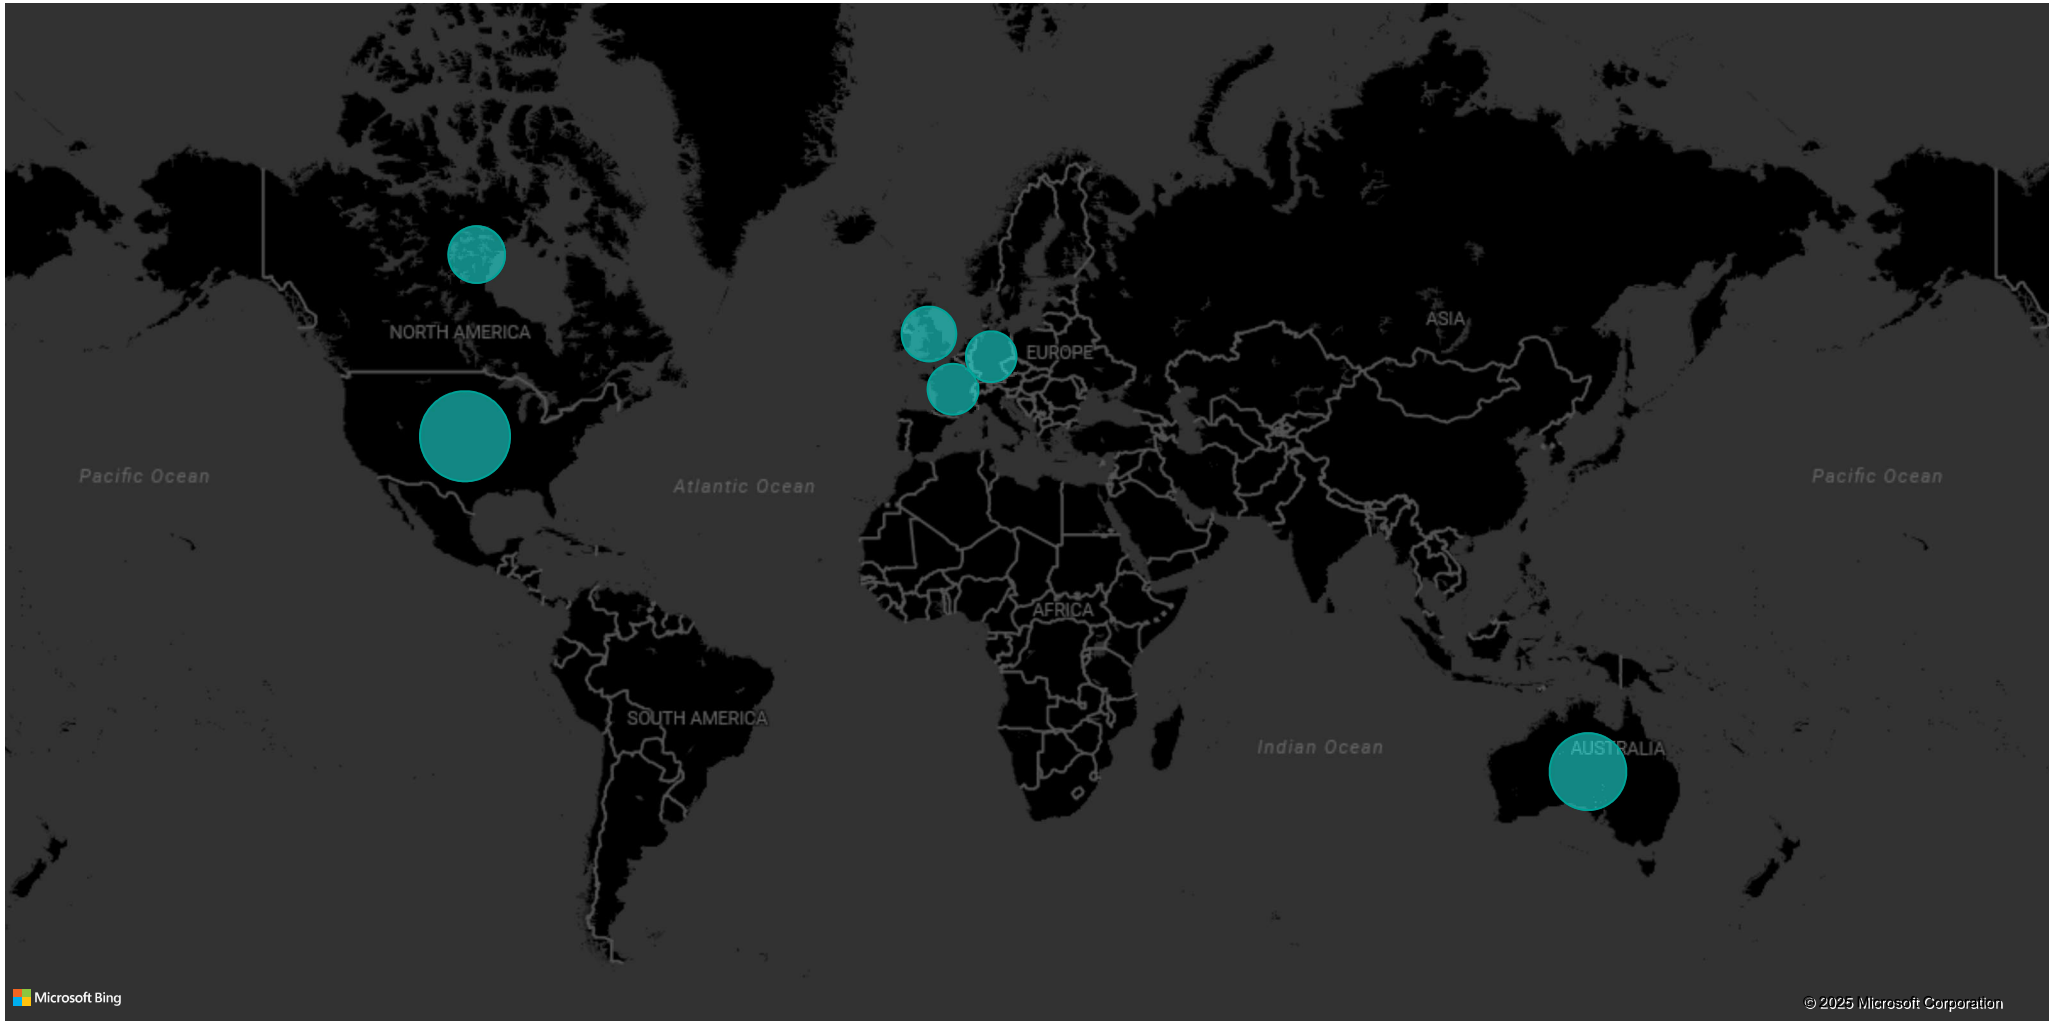 ASIA
NORTH AMERICA
EUROPE
Pacific Ocean
Atlantic Ocean
Pacific Ocean
AFRICA
SOUTH AMERICA
Indian Ocean
AUSTRALIA
Microsoft Bing
© 2025 Microsoft Corporation